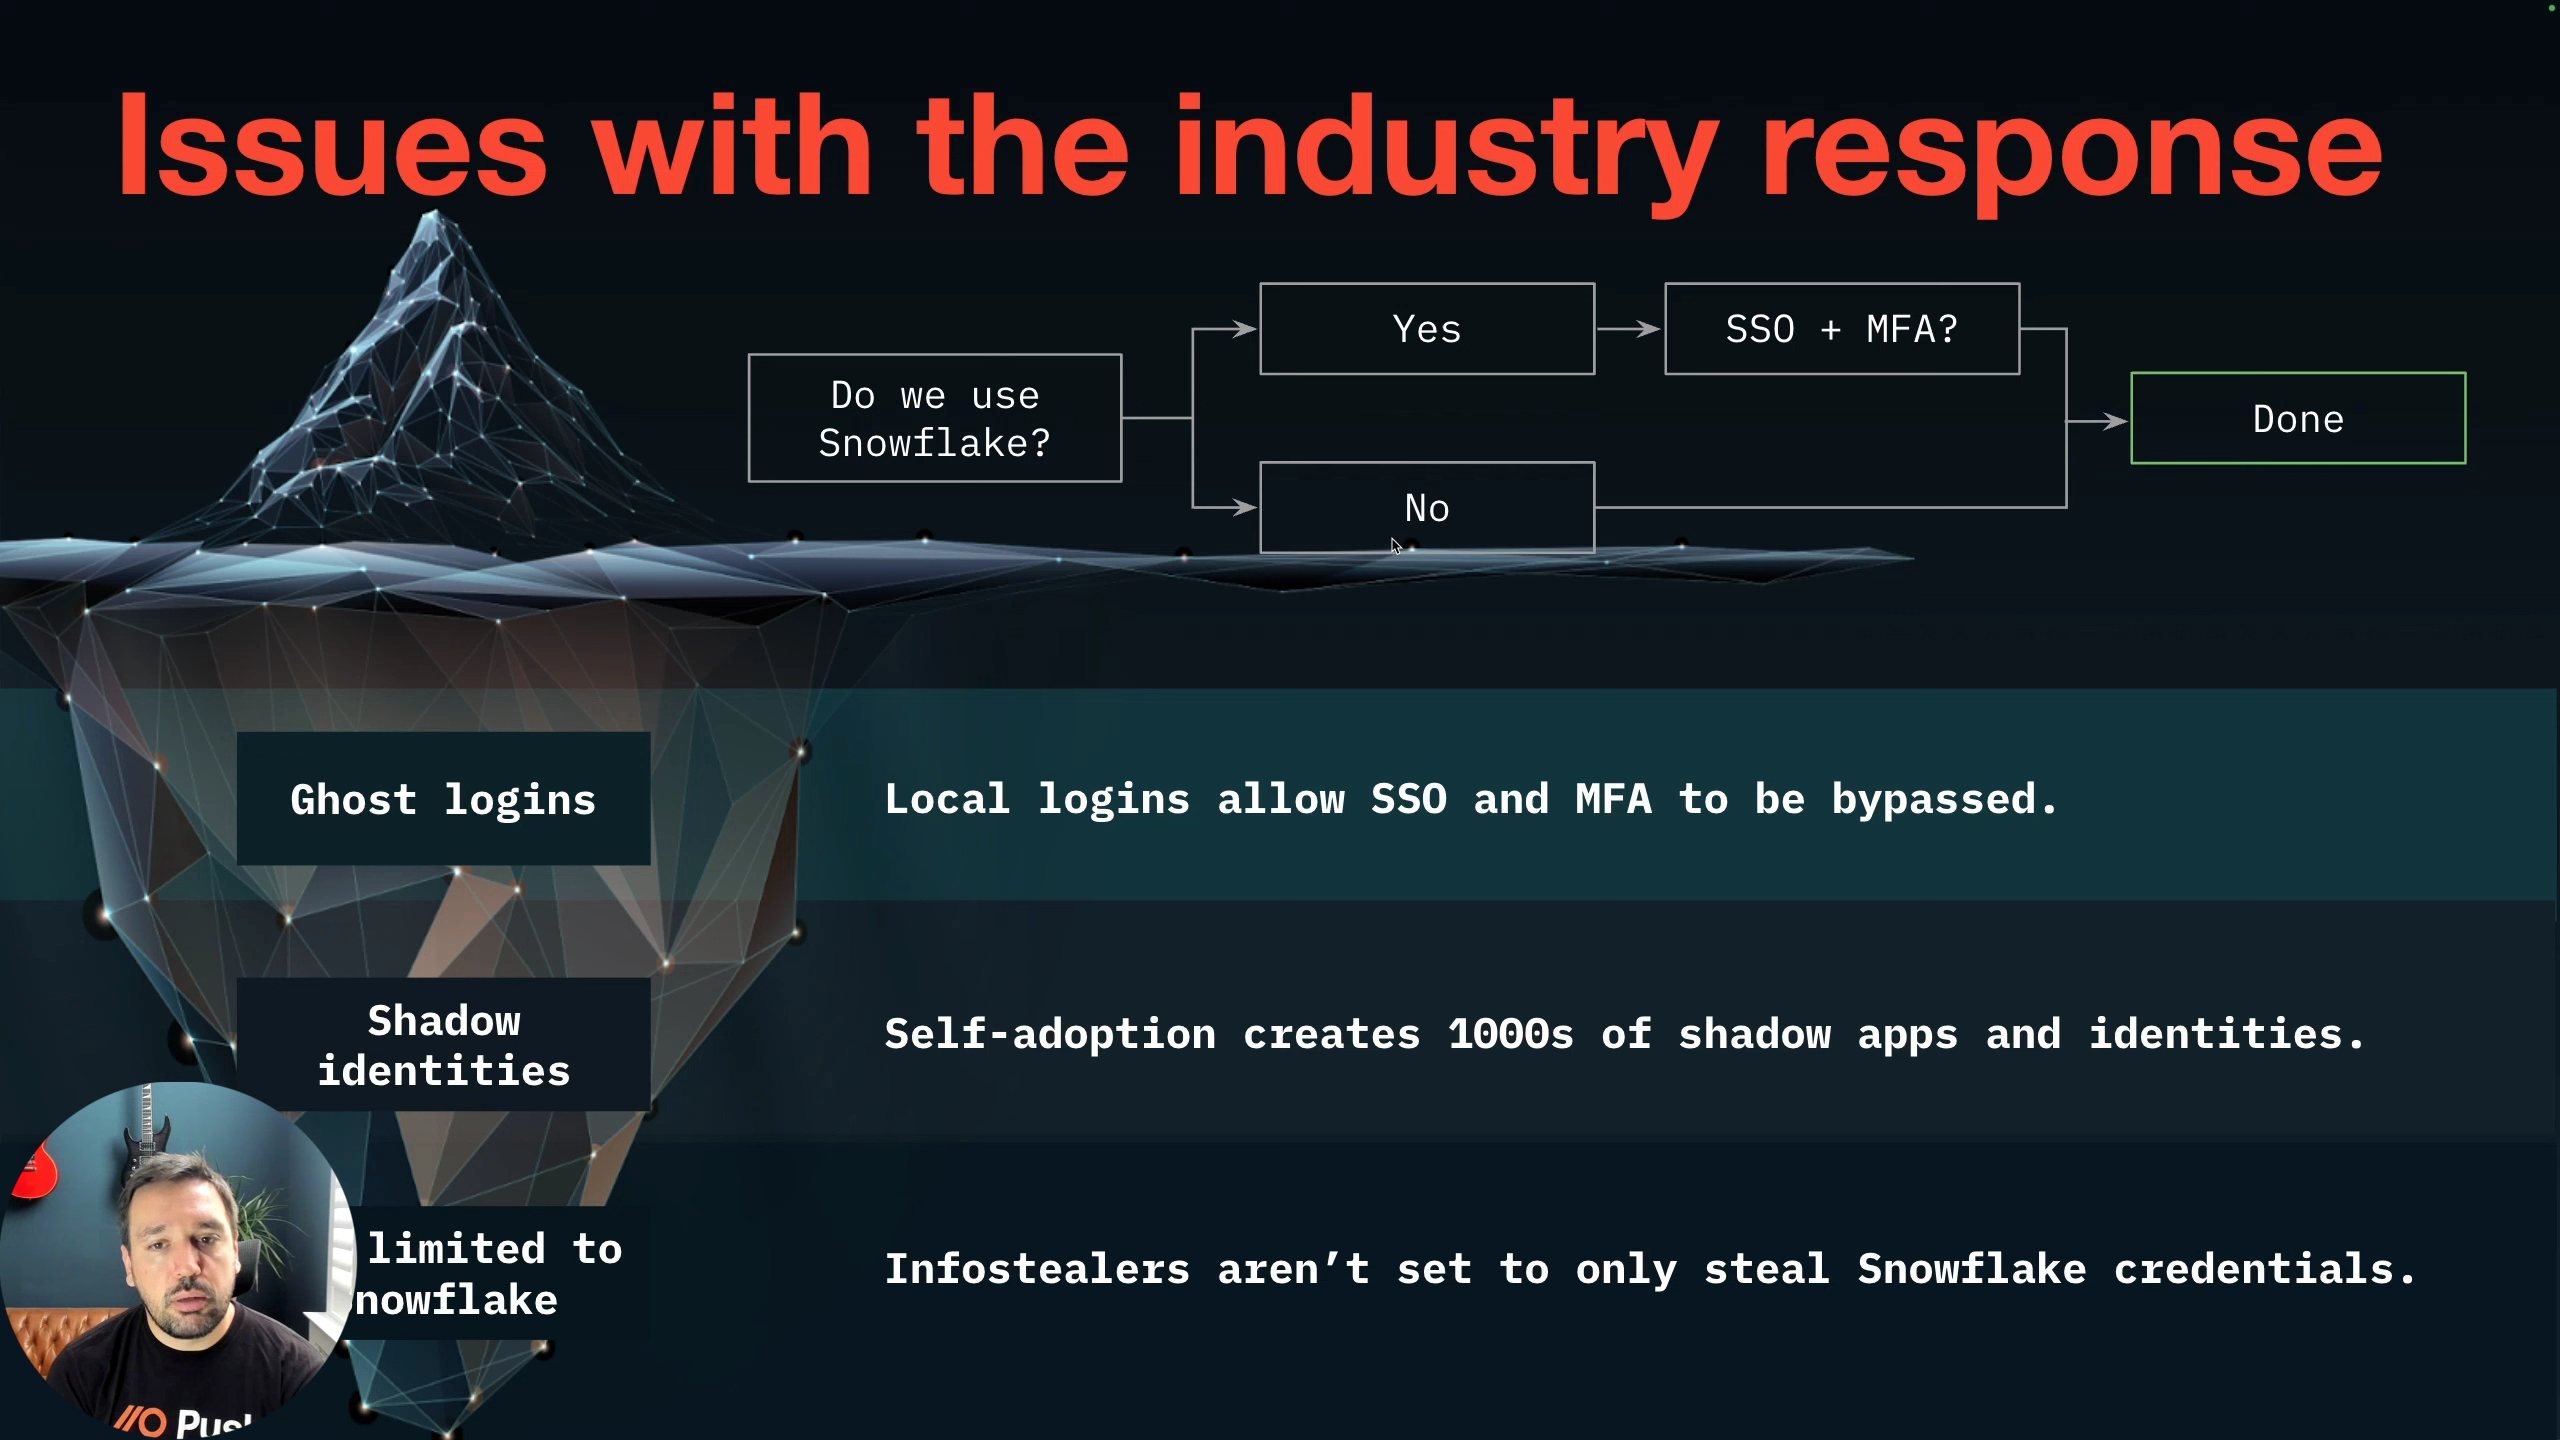 Issues with the industry response
Do we use
Snowflake?
Yes
SSO + MFA?
No
Done
Ghost logins
Local logins allow SSO and MFA to be bypassed.
Shadow
identities
Self-adoption creates 1000s of shadow apps and identities.
limited to
nowflake
Infostealers aren’t set to only steal Snowflake credentials.